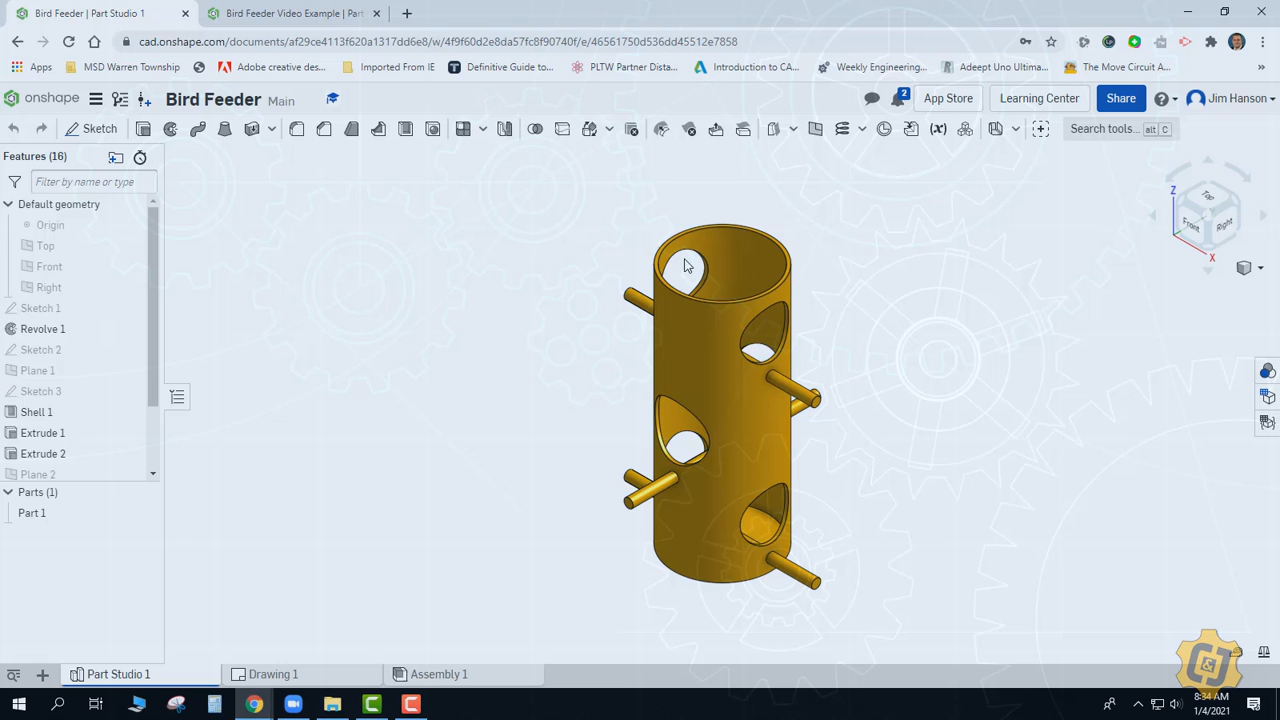 Bird Feeder | Part Studio 1
Bird Feeder Video Example | Part
cad.onshape.com/documents/af29ce4113f620a1317dd6e8/w/4f9f60d2e8da57fc8f90740f/e/46561750d536dd45512e7858
Apps
MSD Warren Township
Adobe creative des...
Imported From IE
Definitive Guide to...
PLTW Partner Dista...
Introduction to CA...
Weekly Engineering...
Adept Uno Ultima...
The Move Circuit A...
»
onshape
Bird Feeder Main
2
App Store
Learning Center
Share
Jim Hanson
Sketch
(x)
Search tools... alt C
Features (16)
Filter by name or type
Default geometry
Origin
Top
Front
Right
Sketch 1
Revolve 1
Sketch 2
Plane 1
Sketch 3
Shell 1
Extrude 1
Extrude 2
Plane 2
Parts (1)
Part 1
Z
Top
Front
Right
X
Part Studio 1
Drawing 1
Assembly 1
C&J
8:34 AM
1/4/2021